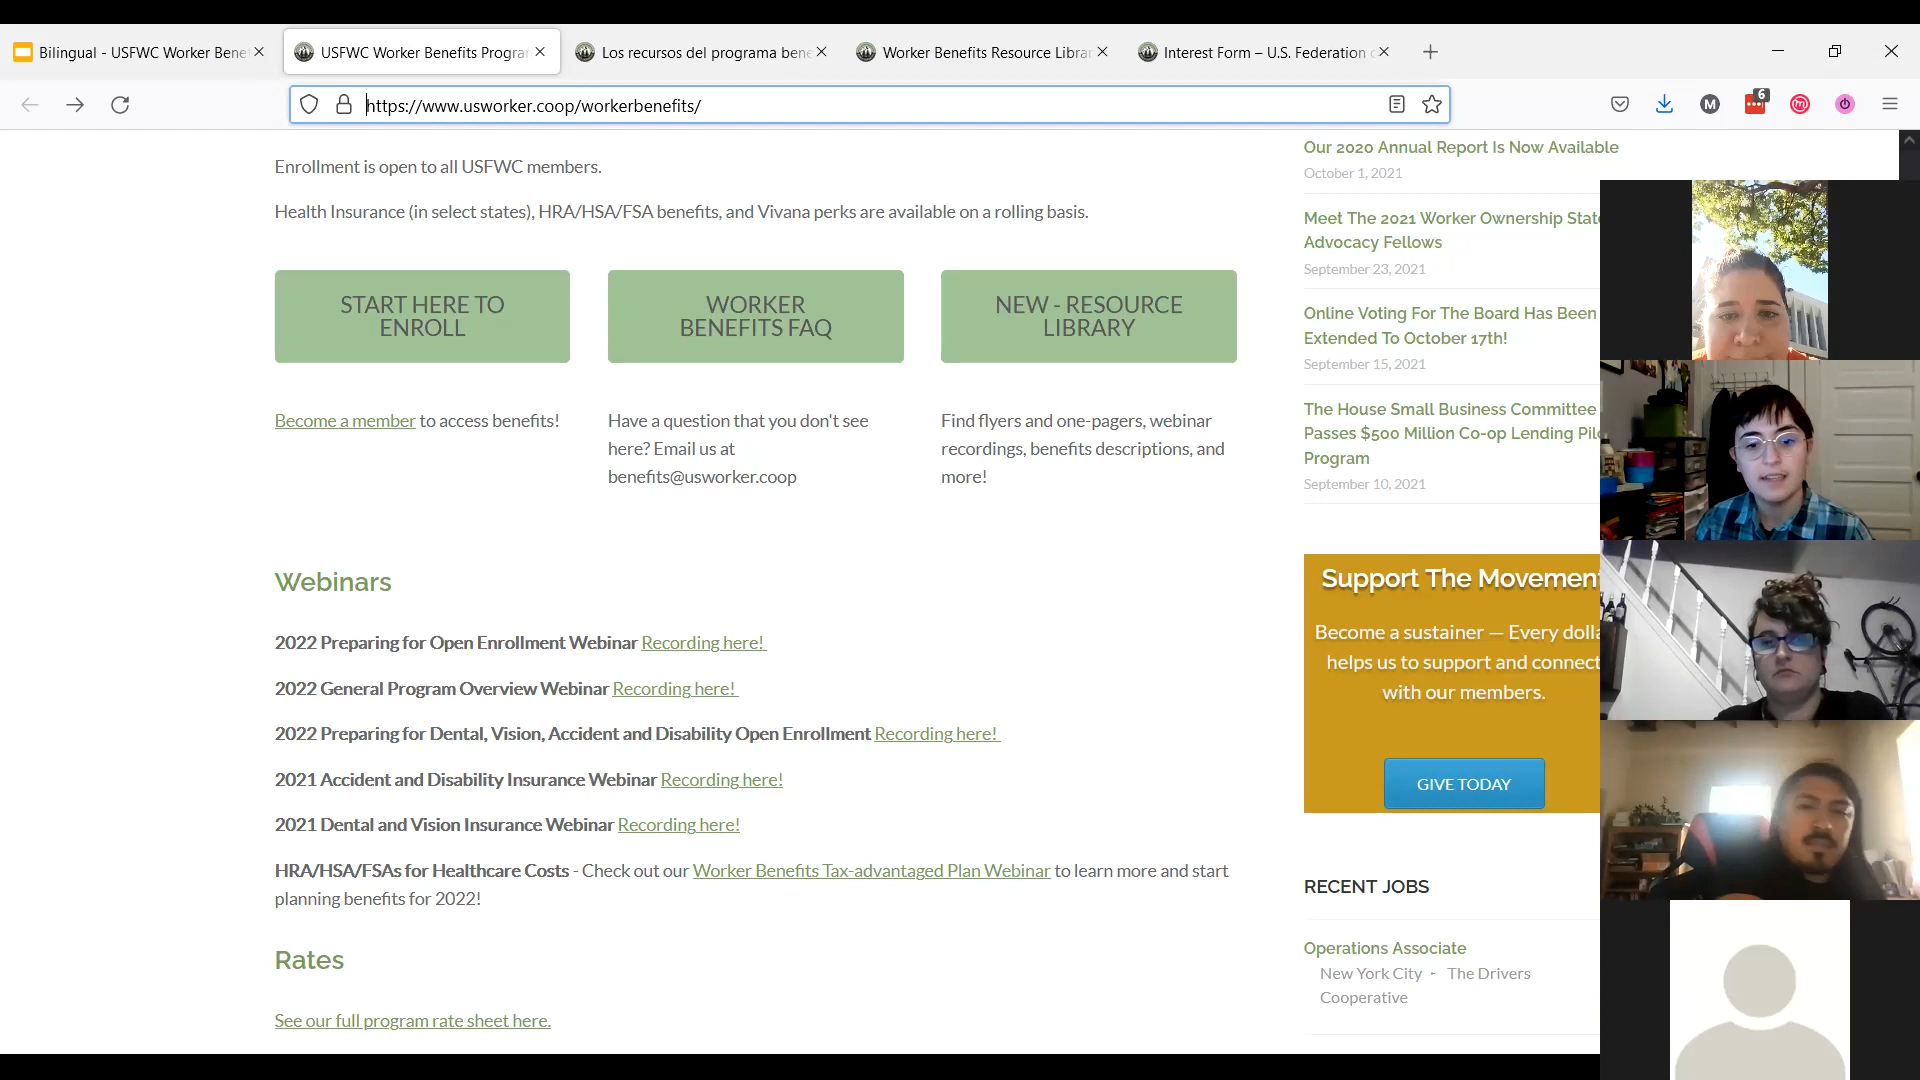 Bilingual - USFWC Worker Bene
USFWC Worker Benefits Progra
Los recursos del programa bene
Worker Benefits Resource Libra
Interest Form – U.S. Federation
https://www.usworker.coop/workerbenefits/
M
6
Enrollment is open to all USFWC members.
Health Insurance (in select states), HRA/HSA/FSA benefits, and Vivana perks are available on a rolling basis.
START HERE TO
ENROLL
WORKER
BENEFITS FAQ
NEW - RESOURCE
LIBRARY
Become a member to access benefits!
Have a question that you don't see
here? Email us at
benefits@usworker.coop
Find flyers and one-pagers, webinar
recordings, benefits descriptions, and
more!
Webinars
2022 Preparing for Open Enrollment Webinar Recording here!
2022 General Program Overview Webinar Recording here!
2022 Preparing for Dental, Vision, Accident and Disability Open Enrollment Recording here!
2021 Accident and Disability Insurance Webinar Recording here!
2021 Dental and Vision Insurance Webinar Recording here!
HRA/HSA/FSAs for Healthcare Costs - Check out our Worker Benefits Tax-advantaged Plan Webinar to learn more and start
planning benefits for 2022!
Rates
See our full program rate sheet here.
Our 2020 Annual Report Is Now Available
October 1, 2021
Meet The 2021 Worker Ownership State
Advocacy Fellows
September 23, 2021
Online Voting For The Board Has Been
Extended To October 17th!
September 15, 2021
The House Small Business Committee
Passes $500 Million Co-op Lending Pil
Program
September 10, 2021
Support The Movement
Become a sustainer — Every dolla
helps us to support and connect
with our members.
GIVE TODAY
RECENT JOBS
Operations Associate
New York City - The Drivers
Cooperative